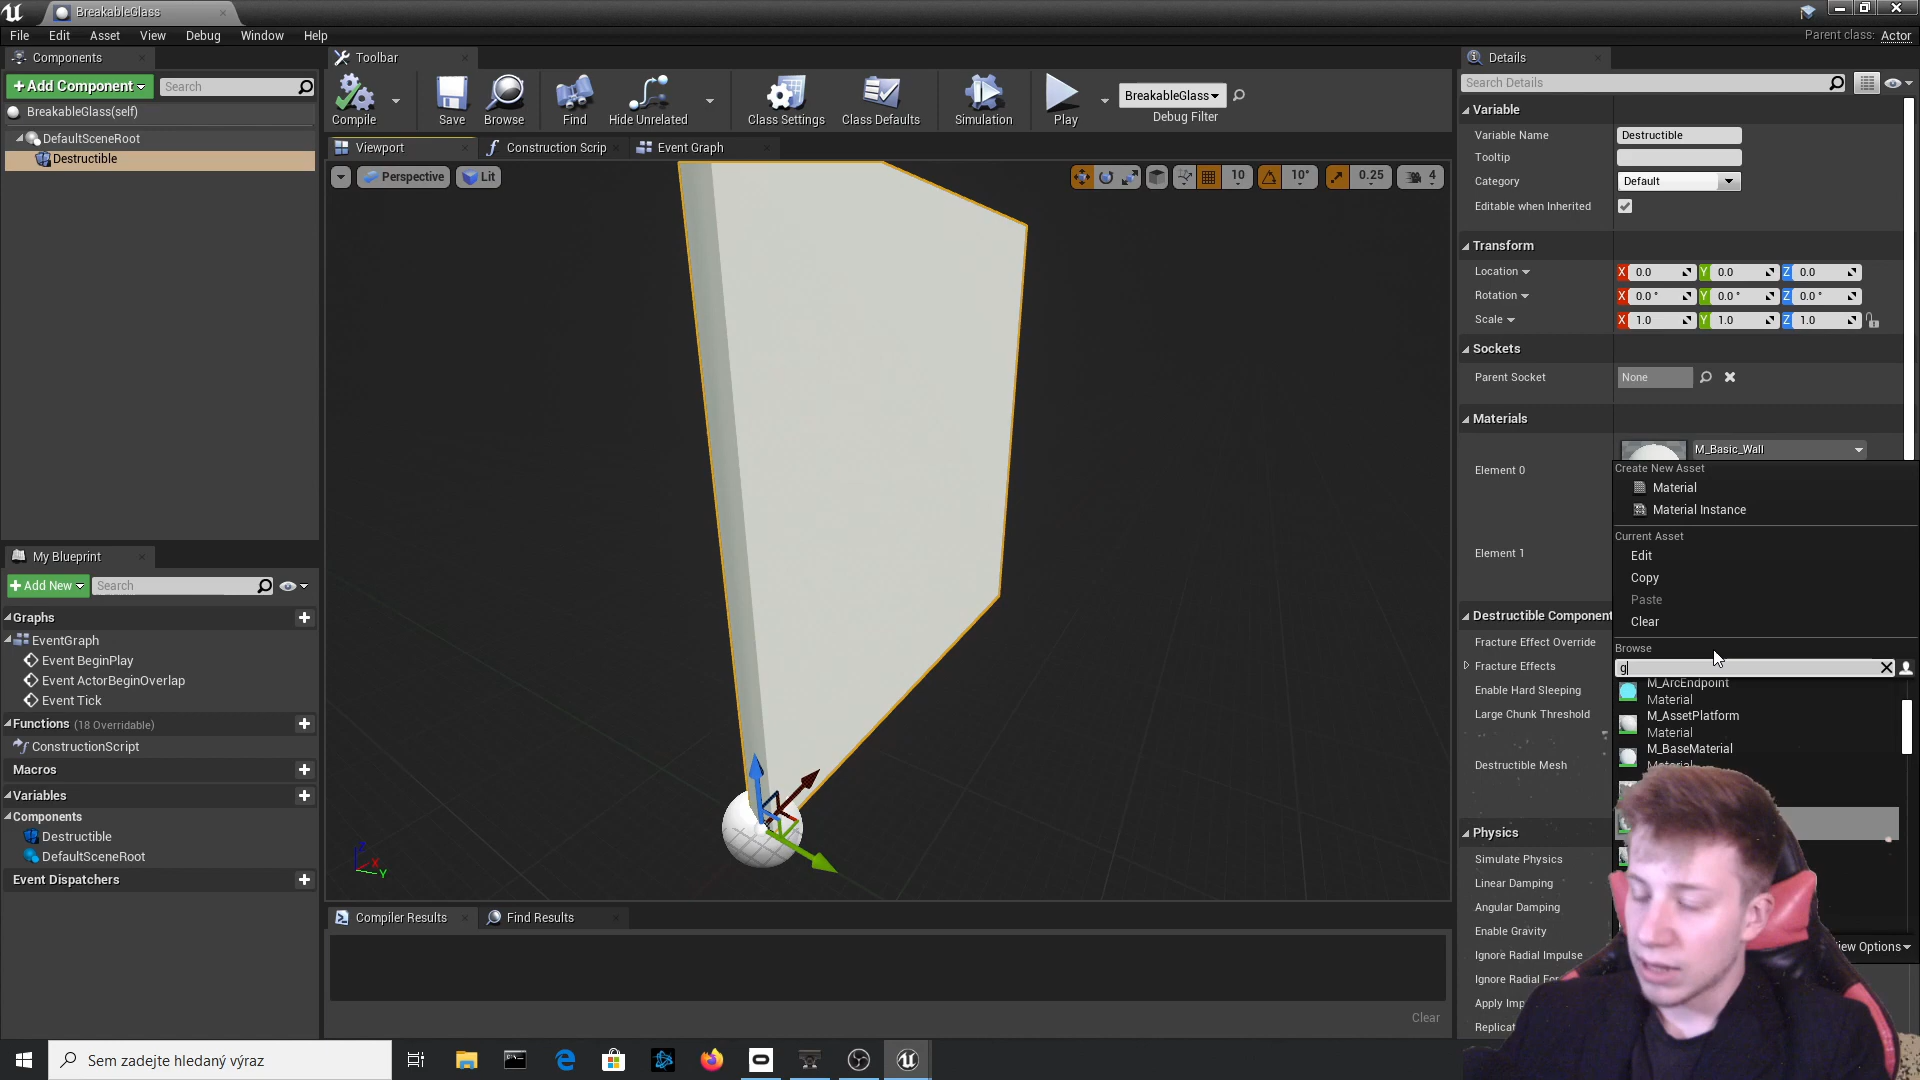 BreakableGlass
File Edit Asset View Debug Window Help
Parent class: Actor
Components
+ Add Component
Search
BreakableGlass(self)
DefaultSceneRoot
Destructible
My Blueprint
+ Add New
Search
Graphs
EventGraph
Event BeginPlay
Event ActorBeginOverlap
Event Tick
Functions (18 Overridable)
ConstructionScript
Macros
Variables
Components
Destructible
DefaultSceneRoot
Event Dispatchers
Toolbar
Compile Save Browse Find Hide Unrelated Class Settings Class Defaults Simulation Play
BreakableGlass
Debug Filter
Viewport Construction Scrip Event Graph
Perspective Lit
10 10° 0.25 4
Z X Y
Compiler Results Find Results
Clear
Details
Search Details
Variable
Variable Name Destructible
Tooltip
Category Default
Editable when Inherited
Transform
Location X 0.0 Y 0.0 Z 0.0
Rotation X 0.0 ° Y 0.0 ° Z 0.0 °
Scale X 1.0 Y 1.0 Z 1.0
Sockets
Parent Socket None
Materials
Element 0 M_Basic_Wall
Element 1
Destructible Component
Fracture Effect Override
Fracture Effects
Enable Hard Sleeping
Large Chunk Threshold
Destructible Mesh
Physics
Simulate Physics
Linear Damping
Angular Damping
Enable Gravity
Ignore Radial Impulse
Ignore Radial For
Apply Imp
Replicat
Create New Asset
Material
Material Instance
Current Asset
Edit
Copy
Paste
Clear
Browse
g
M_ArcEndpoint
Material
M_AssetPlatform
Material
M_BaseMaterial
Material
iew Options
Sem zadejte hledaný výraz